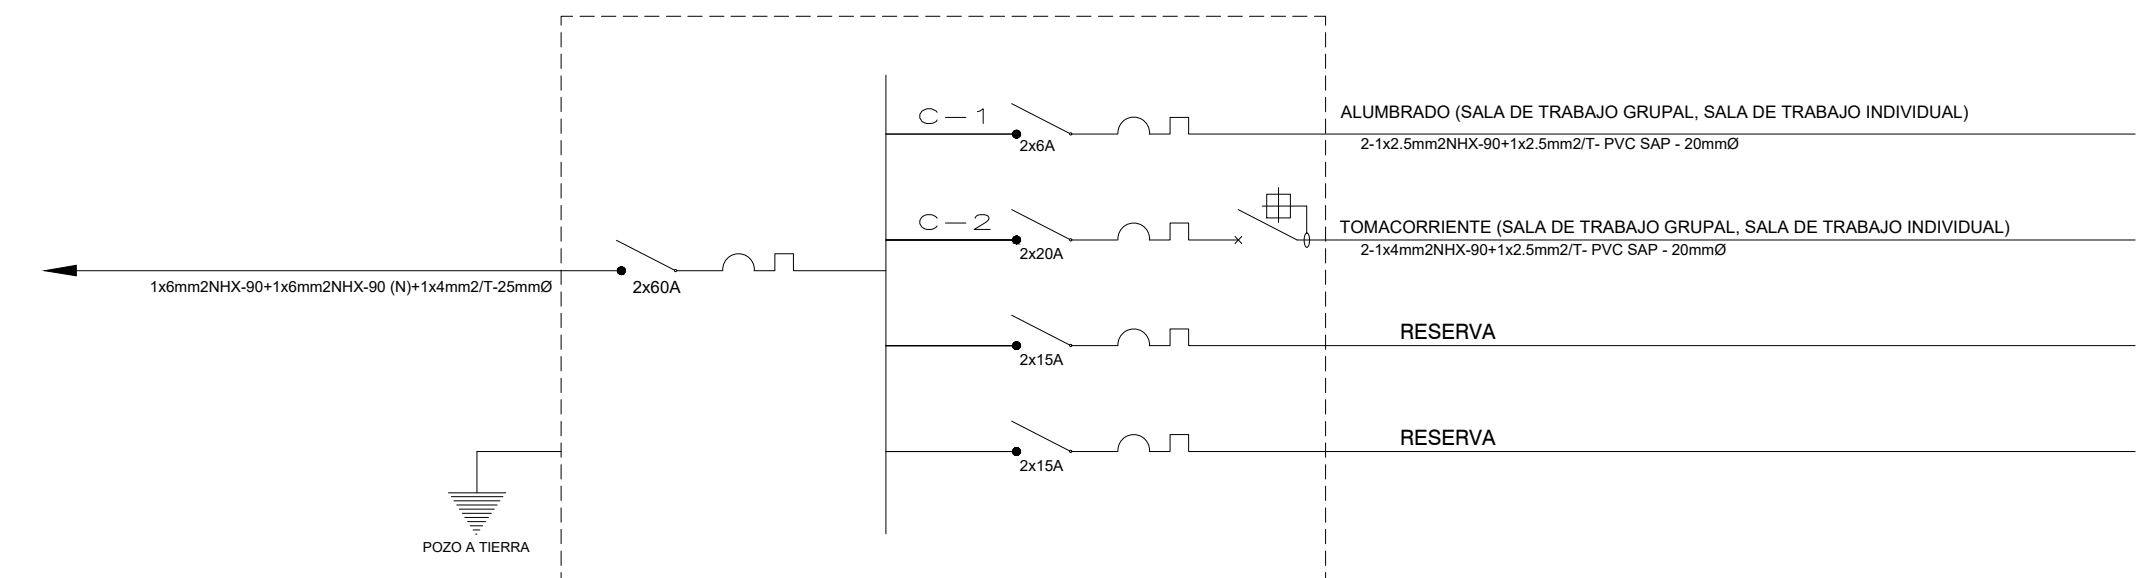 C-1
ALUMBRADO (SALA DE TRABAJO GRUPAL, SALA DE TRABAJO INDIVIDUAL)
2x6A
2-1x2.5mm2NHX-90+1x2.5mm2/T- PVC SAP - 20mmØ
C-2
TOMACORRIENTE (SALA DE TRABAJO GRUPAL, SALA DE TRABAJO INDIVIDUAL)
2x20A
2-1x4mm2NHX-90+1x2.5mm2/T- PVC SAP - 20mmØ
1x6mm2NHX-90+1x6mm2NHX-90 (N)+1x4mm2/T-25mmØ
2x60A
RESERVA
2x15A
RESERVA
2x15A
POZO A TIERRA